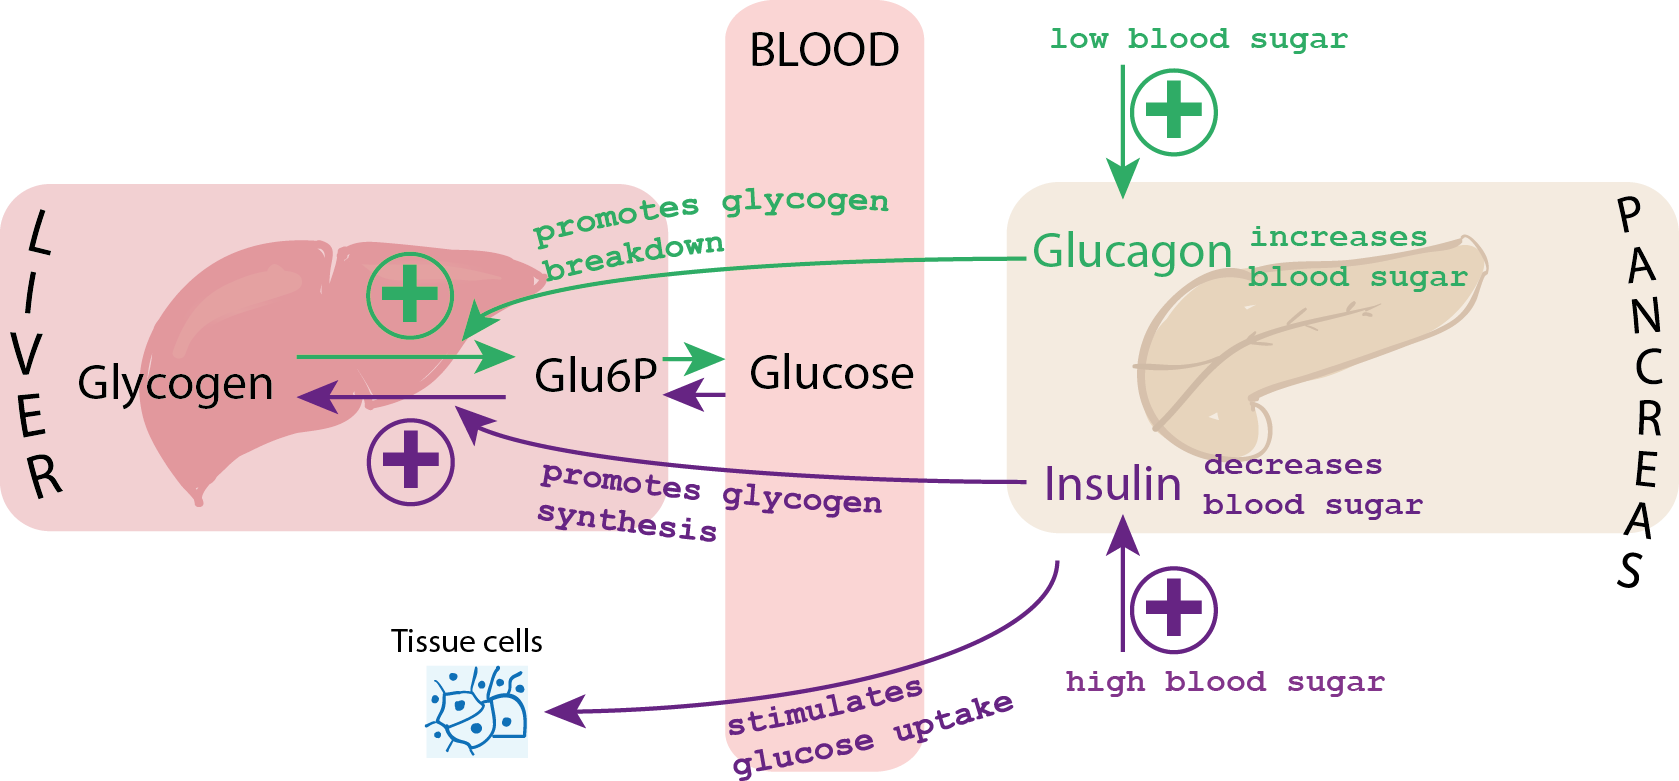 BLOOD
low blood sugar
LIVER
PANCREAS
promotes glycogen
breakdown
Glucagon
increases
blood sugar
Glycogen
Glu6P
Glucose
promotes glycogen
synthesis
Insulin
decreases
blood sugar
Tissue cells
high blood sugar
stimulates
glucose uptake